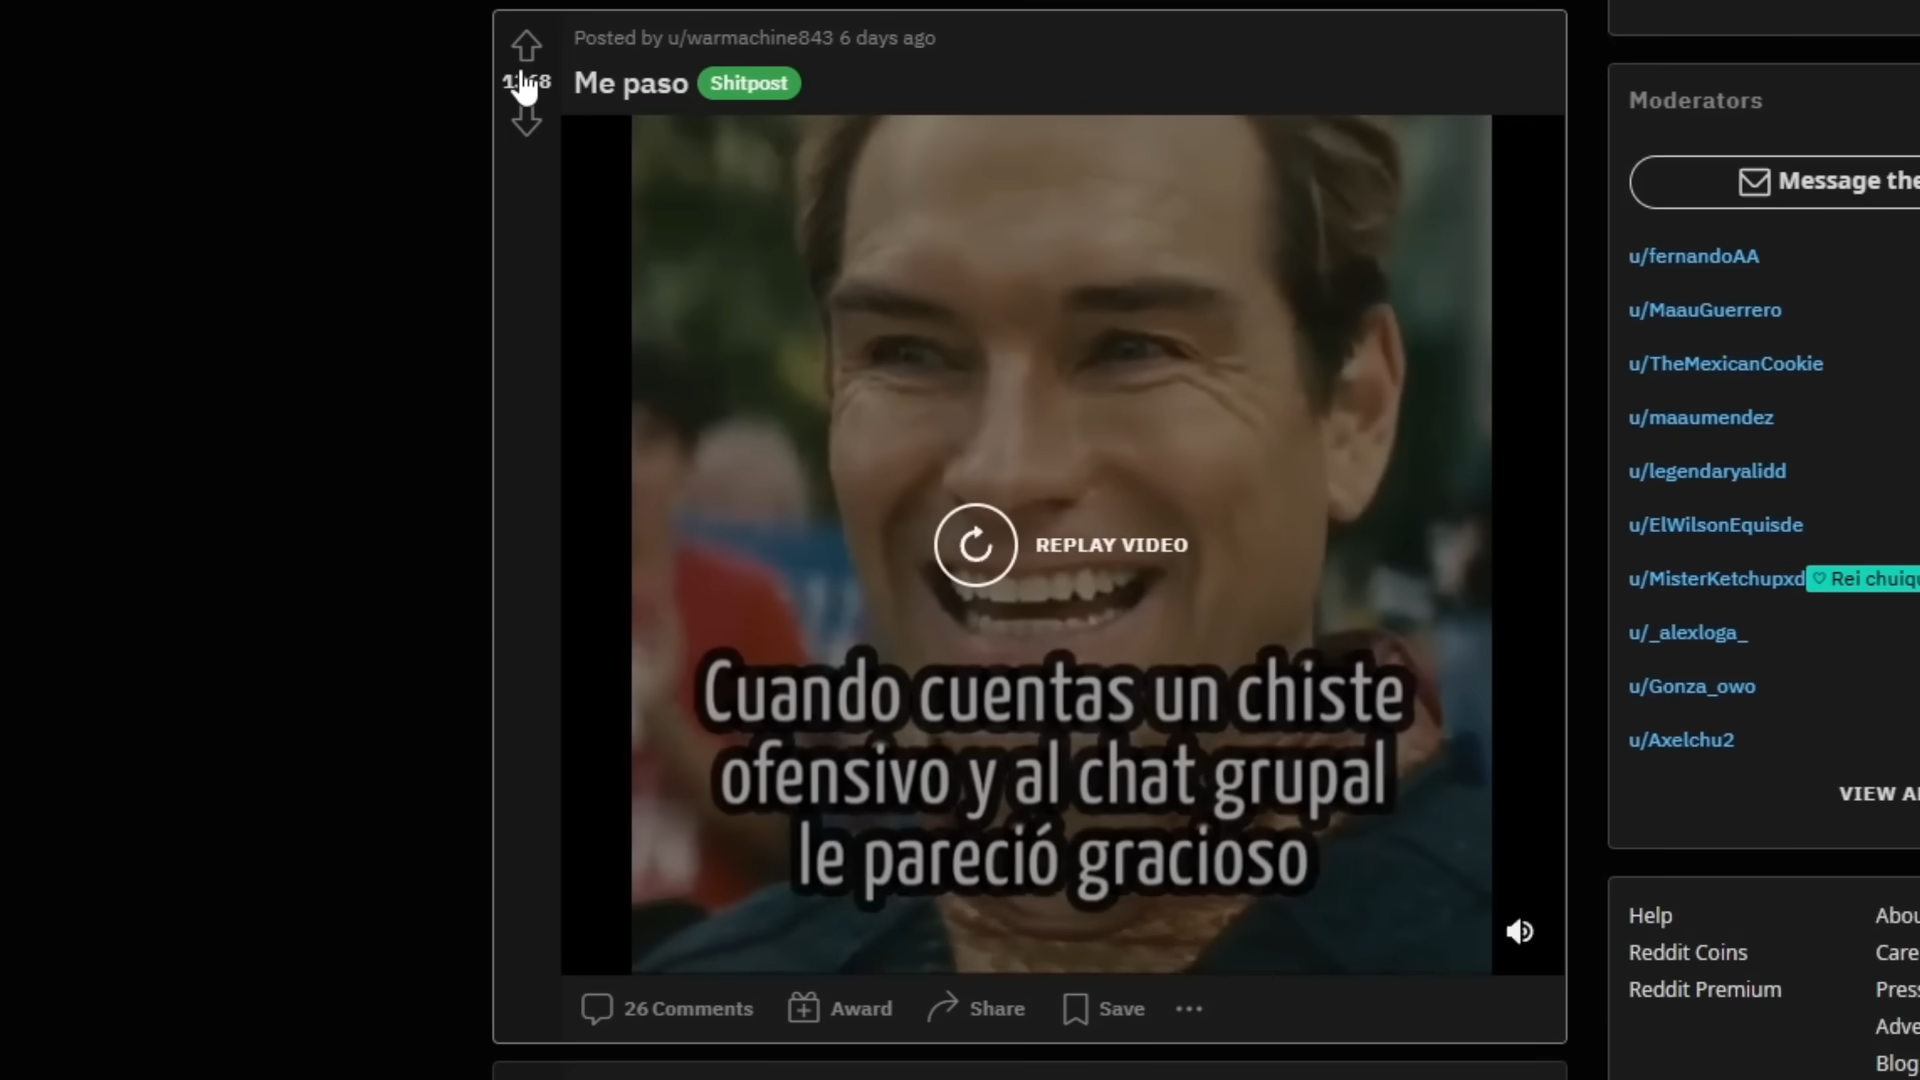 Posted by u/warmachine843 6 days ago
Me paso Shitpost
REPLAY VIDEO
Cuando cuentas un chiste
ofensivo y al chat grupal
le pareció gracioso
26 Comments
Award
Share
Save
Moderators
Message the
u/fernandoAA
u/MaauGuerrero
u/TheMexicanCookie
u/maaumendez
u/legendaryalidd
u/ElWilsonEquisde
u/MisterKetchupxd Rei chuiqu
u/_alexloga_
u/Gonza_owo
u/Axelchu2
VIEW A
Help
Reddit Coins
Reddit Premium
Abou
Care
Pres
Adve
Blog